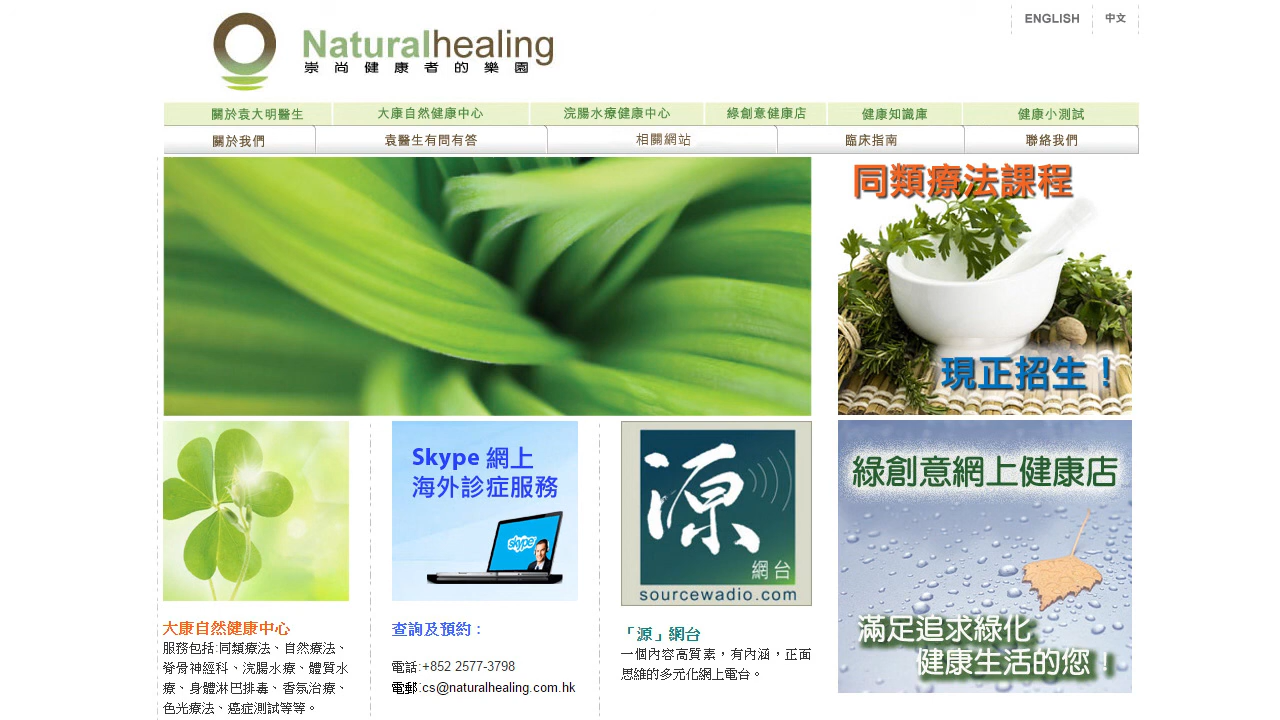 ENGLISH 中文
Naturalhealing
崇尚健康者的樂園
關於袁大明醫生 大康自然健康中心 浣腸水療健康中心 綠創意健康店 健康知識庫 健康小測試
關於我們 袁醫生有問有答 相關網站 臨床指南 聯絡我們
同類療法課程
現正招生！
Skype 網上
海外診症服務
skype
源
網台
sourcewadio.com
綠創意網上健康店
滿足追求綠化
健康生活的您！
大康自然健康中心
服務包括:同類療法、自然療法、
脊骨神經科、浣腸水療、體質水
療、身體淋巴排毒、香氛治療、
色光療法、癌症測試等等。
查詢及預約：
電話:+852 2577-3798
電郵:cs@naturalhealing.com.hk
「源」網台
一個內容高質素，有內涵，正面
思維的多元化網上電台。